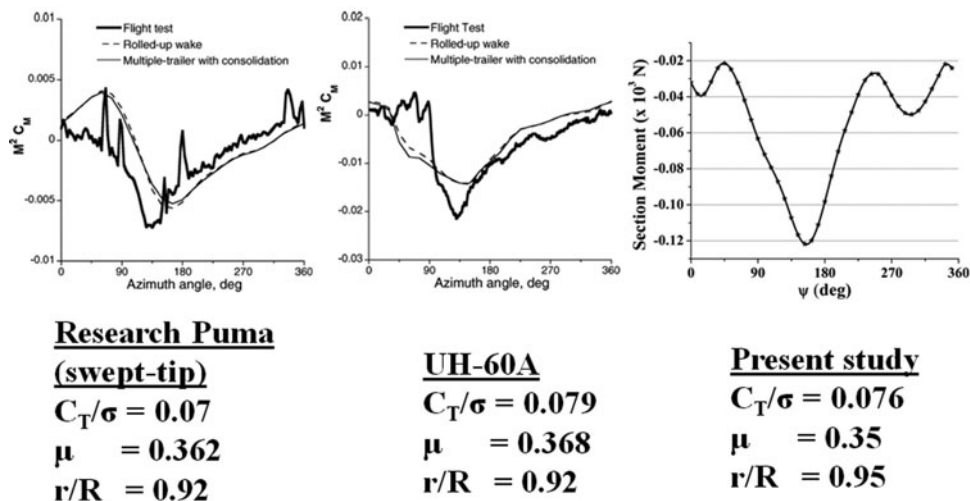 0.01
0.005
0
-0.005
-0.01
M² C_M
Flight test
Rolled-up wake
Multiple-trailer with consolidation
0 90 180 270 360
Azimuth angle, deg
0.01
0
-0.01
-0.02
-0.03
M² C_M
Flight Test
Rolled-up wake
Multiple-trailer with consolidation
0 90 180 270 360
Azimuth angle, deg
-0.02
-0.04
-0.06
-0.08
-0.10
-0.12
Section Moment (x 10³ N)
0 90 180 270 360
ψ (deg)
Research Puma
(swept-tip)
C_T/σ = 0.07
μ = 0.362
r/R = 0.92
UH-60A
C_T/σ = 0.079
μ = 0.368
r/R = 0.92
Present study
C_T/σ = 0.076
μ = 0.35
r/R = 0.95